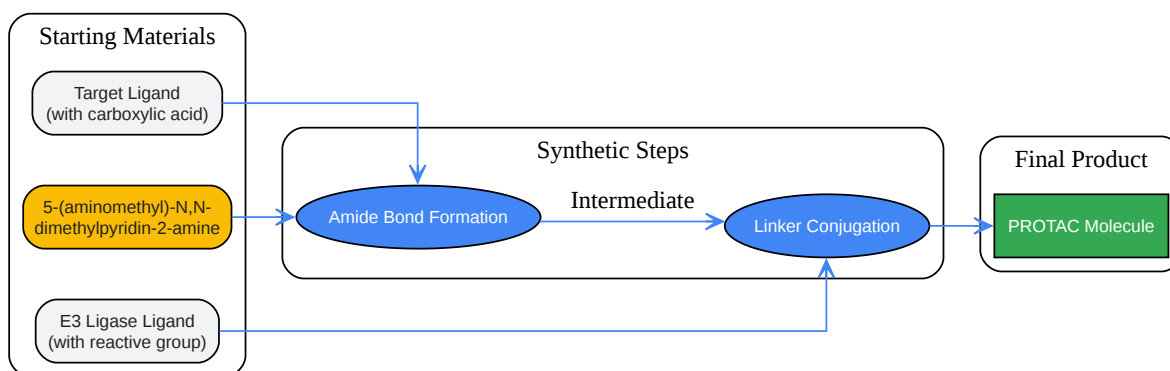 Starting Materials
Target Ligand
(with carboxylic acid)
5-(aminomethyl)-N,N-
dimethylpyridin-2-amine
E3 Ligase Ligand
(with reactive group)
Synthetic Steps
Amide Bond Formation
Intermediate
Linker Conjugation
Final Product
PROTAC Molecule